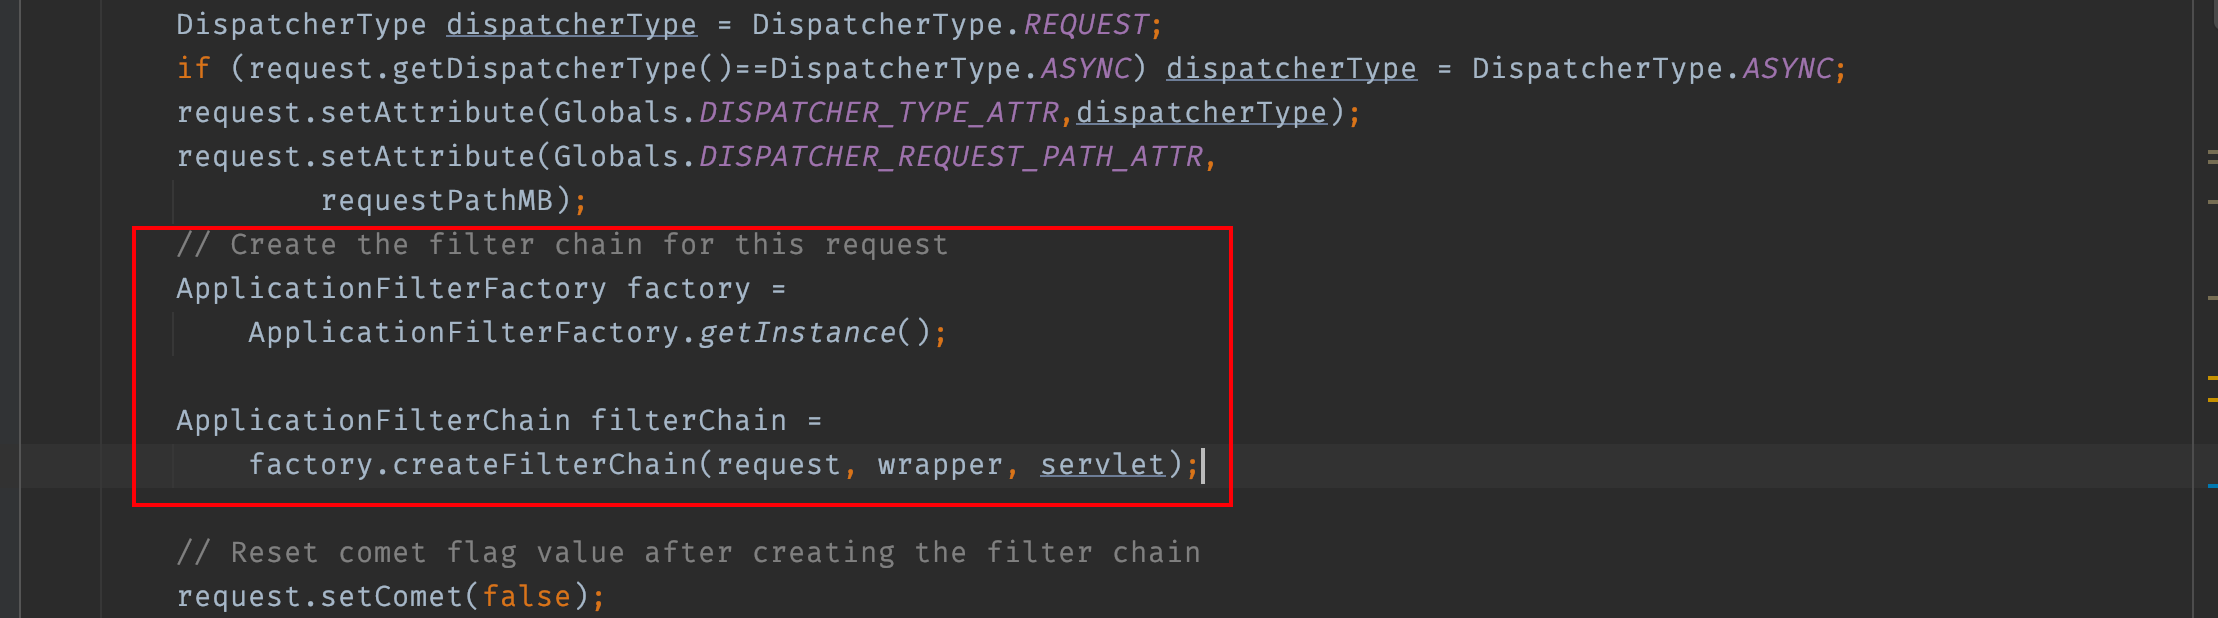 DispatcherType dispatcherType = DispatcherType.REQUEST;
if (request.getDispatcherType()==DispatcherType.ASYNC) dispatcherType = DispatcherType.ASYNC;
request.setAttribute(Globals.DISPATCHER_TYPE_ATTR,dispatcherType);
request.setAttribute(Globals.DISPATCHER_REQUEST_PATH_ATTR,
requestPathMB);
// Create the filter chain for this request
ApplicationFilterFactory factory =
ApplicationFilterFactory.getInstance();
ApplicationFilterChain filterChain =
factory.createFilterChain(request, wrapper, servlet);
// Reset comet flag value after creating the filter chain
request.setComet(false);